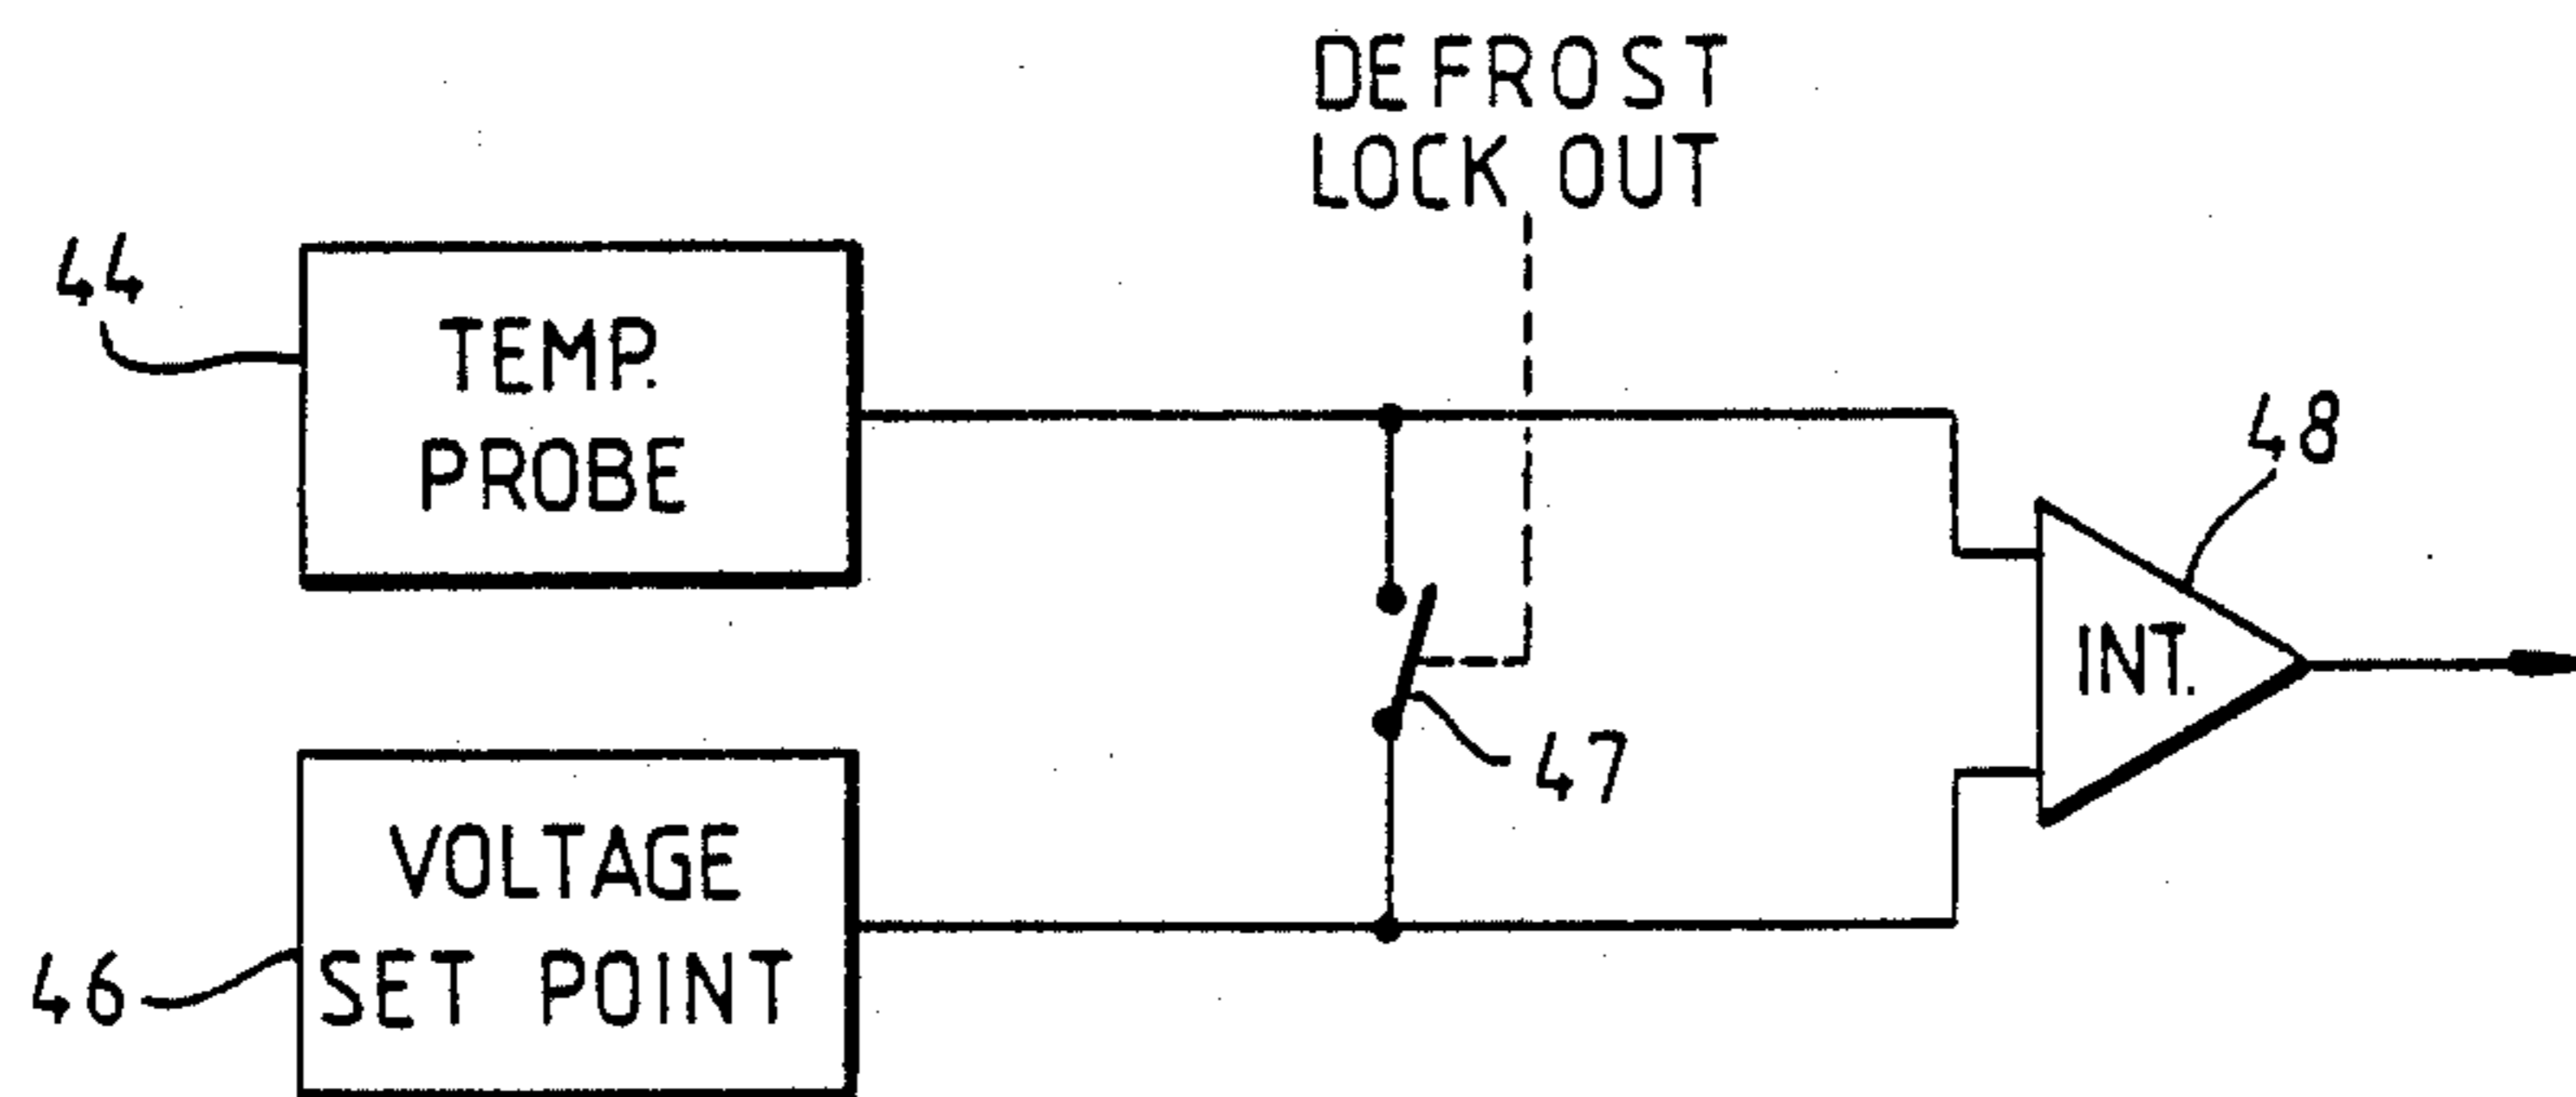 DEFROST
LOCK OUT
44
TEMP.
PROBE
48
INT.
47
VOLTAGE
SET POINT
46